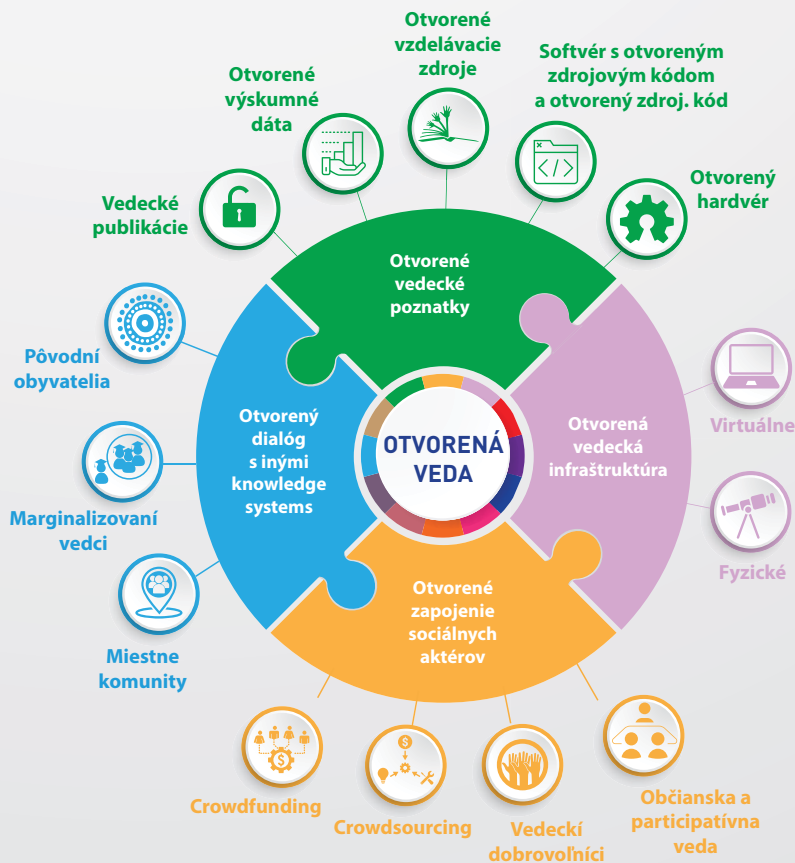 Otvorené
vzdelávacie
zdroje
Softvér s otvoreným
zdrojovým kódom
a otvorený zdroj. kód
Otvorené
výskumné
dáta
Otvorený
hardvér
Vedecké
publikácie
Otvorené
vedecké
poznatky
Pôvodní
obyvatelia
Virtuálne
Otvorený
dialóg
s inými
knowledge
systems
OTVORENÁ
VEDA
Otvorená
vedecká
infraštruktúra
Marginalizovaní
vedci
Fyzické
Otvorené
zapojenie
sociálnych
aktérov
Miestne
komunity
Crowdfunding
Crowdsourcing
Vedeckí
dobrovoľníci
Občianska a
participatívna
veda